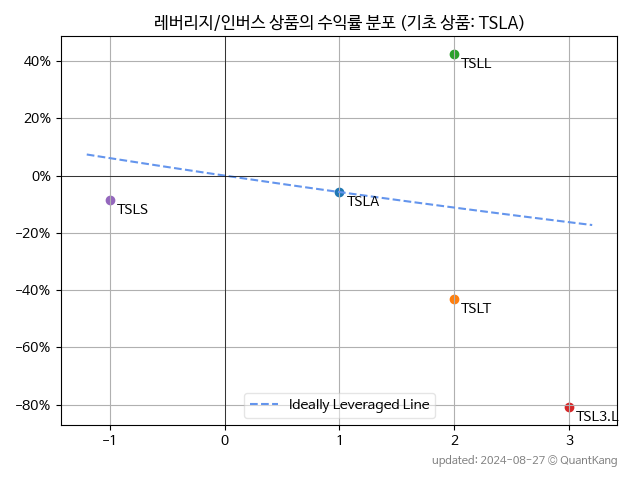 레버리지/인버스 상품의 수익률 분포 (기초 상품: TSLA)
40%
TSLL
20%
0%
TSLS
TSLA
−20%
−40%
TSLT
−60%
−80%
Ideally Leveraged Line
TSL3.L
−1
0
1
2
3
updated: 2024-08-27 © QuantKang